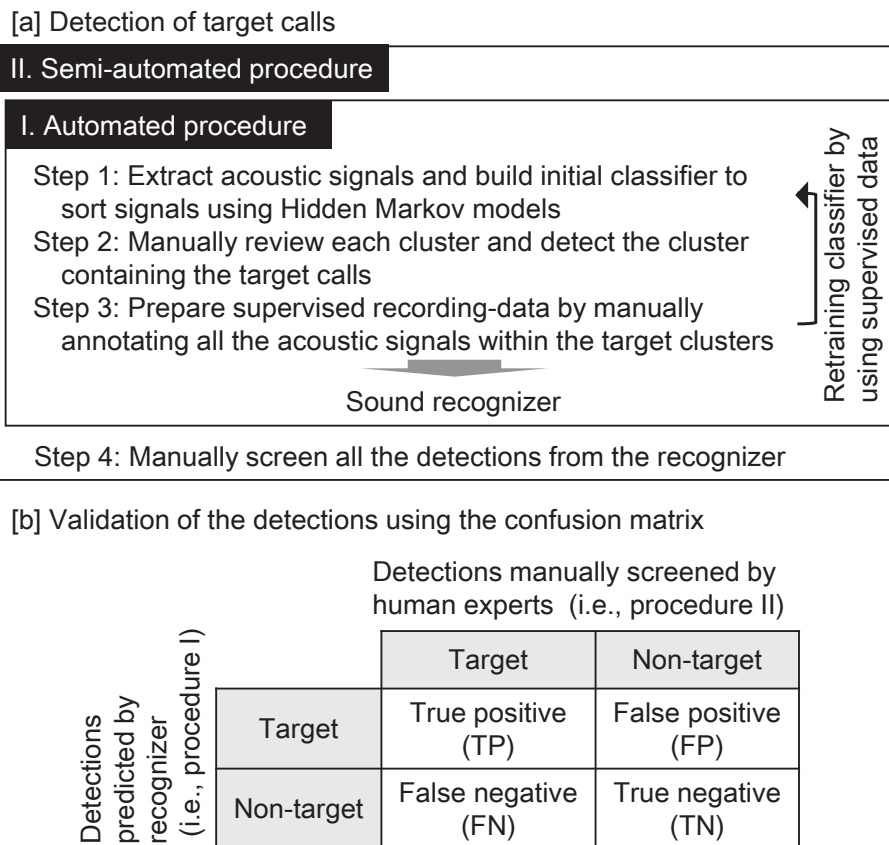 [a] Detection of target calls
II. Semi-automated procedure
I. Automated procedure
Step 1: Extract acoustic signals and build initial classifier to
sort signals using Hidden Markov models
Step 2: Manually review each cluster and detect the cluster
containing the target calls
Step 3: Prepare supervised recording-data by manually
annotating all the acoustic signals within the target clusters
Retraining classifier by
using supervised data
Sound recognizer
Step 4: Manually screen all the detections from the recognizer
[b] Validation of the detections using the confusion matrix
Detections manually screened by
human experts (i.e., procedure II)
Detections
predicted by
recognizer
(i.e., procedure I)
Target
Non-target
Target
True positive
(TP)
False positive
(FP)
Non-target
False negative
(FN)
True negative
(TN)